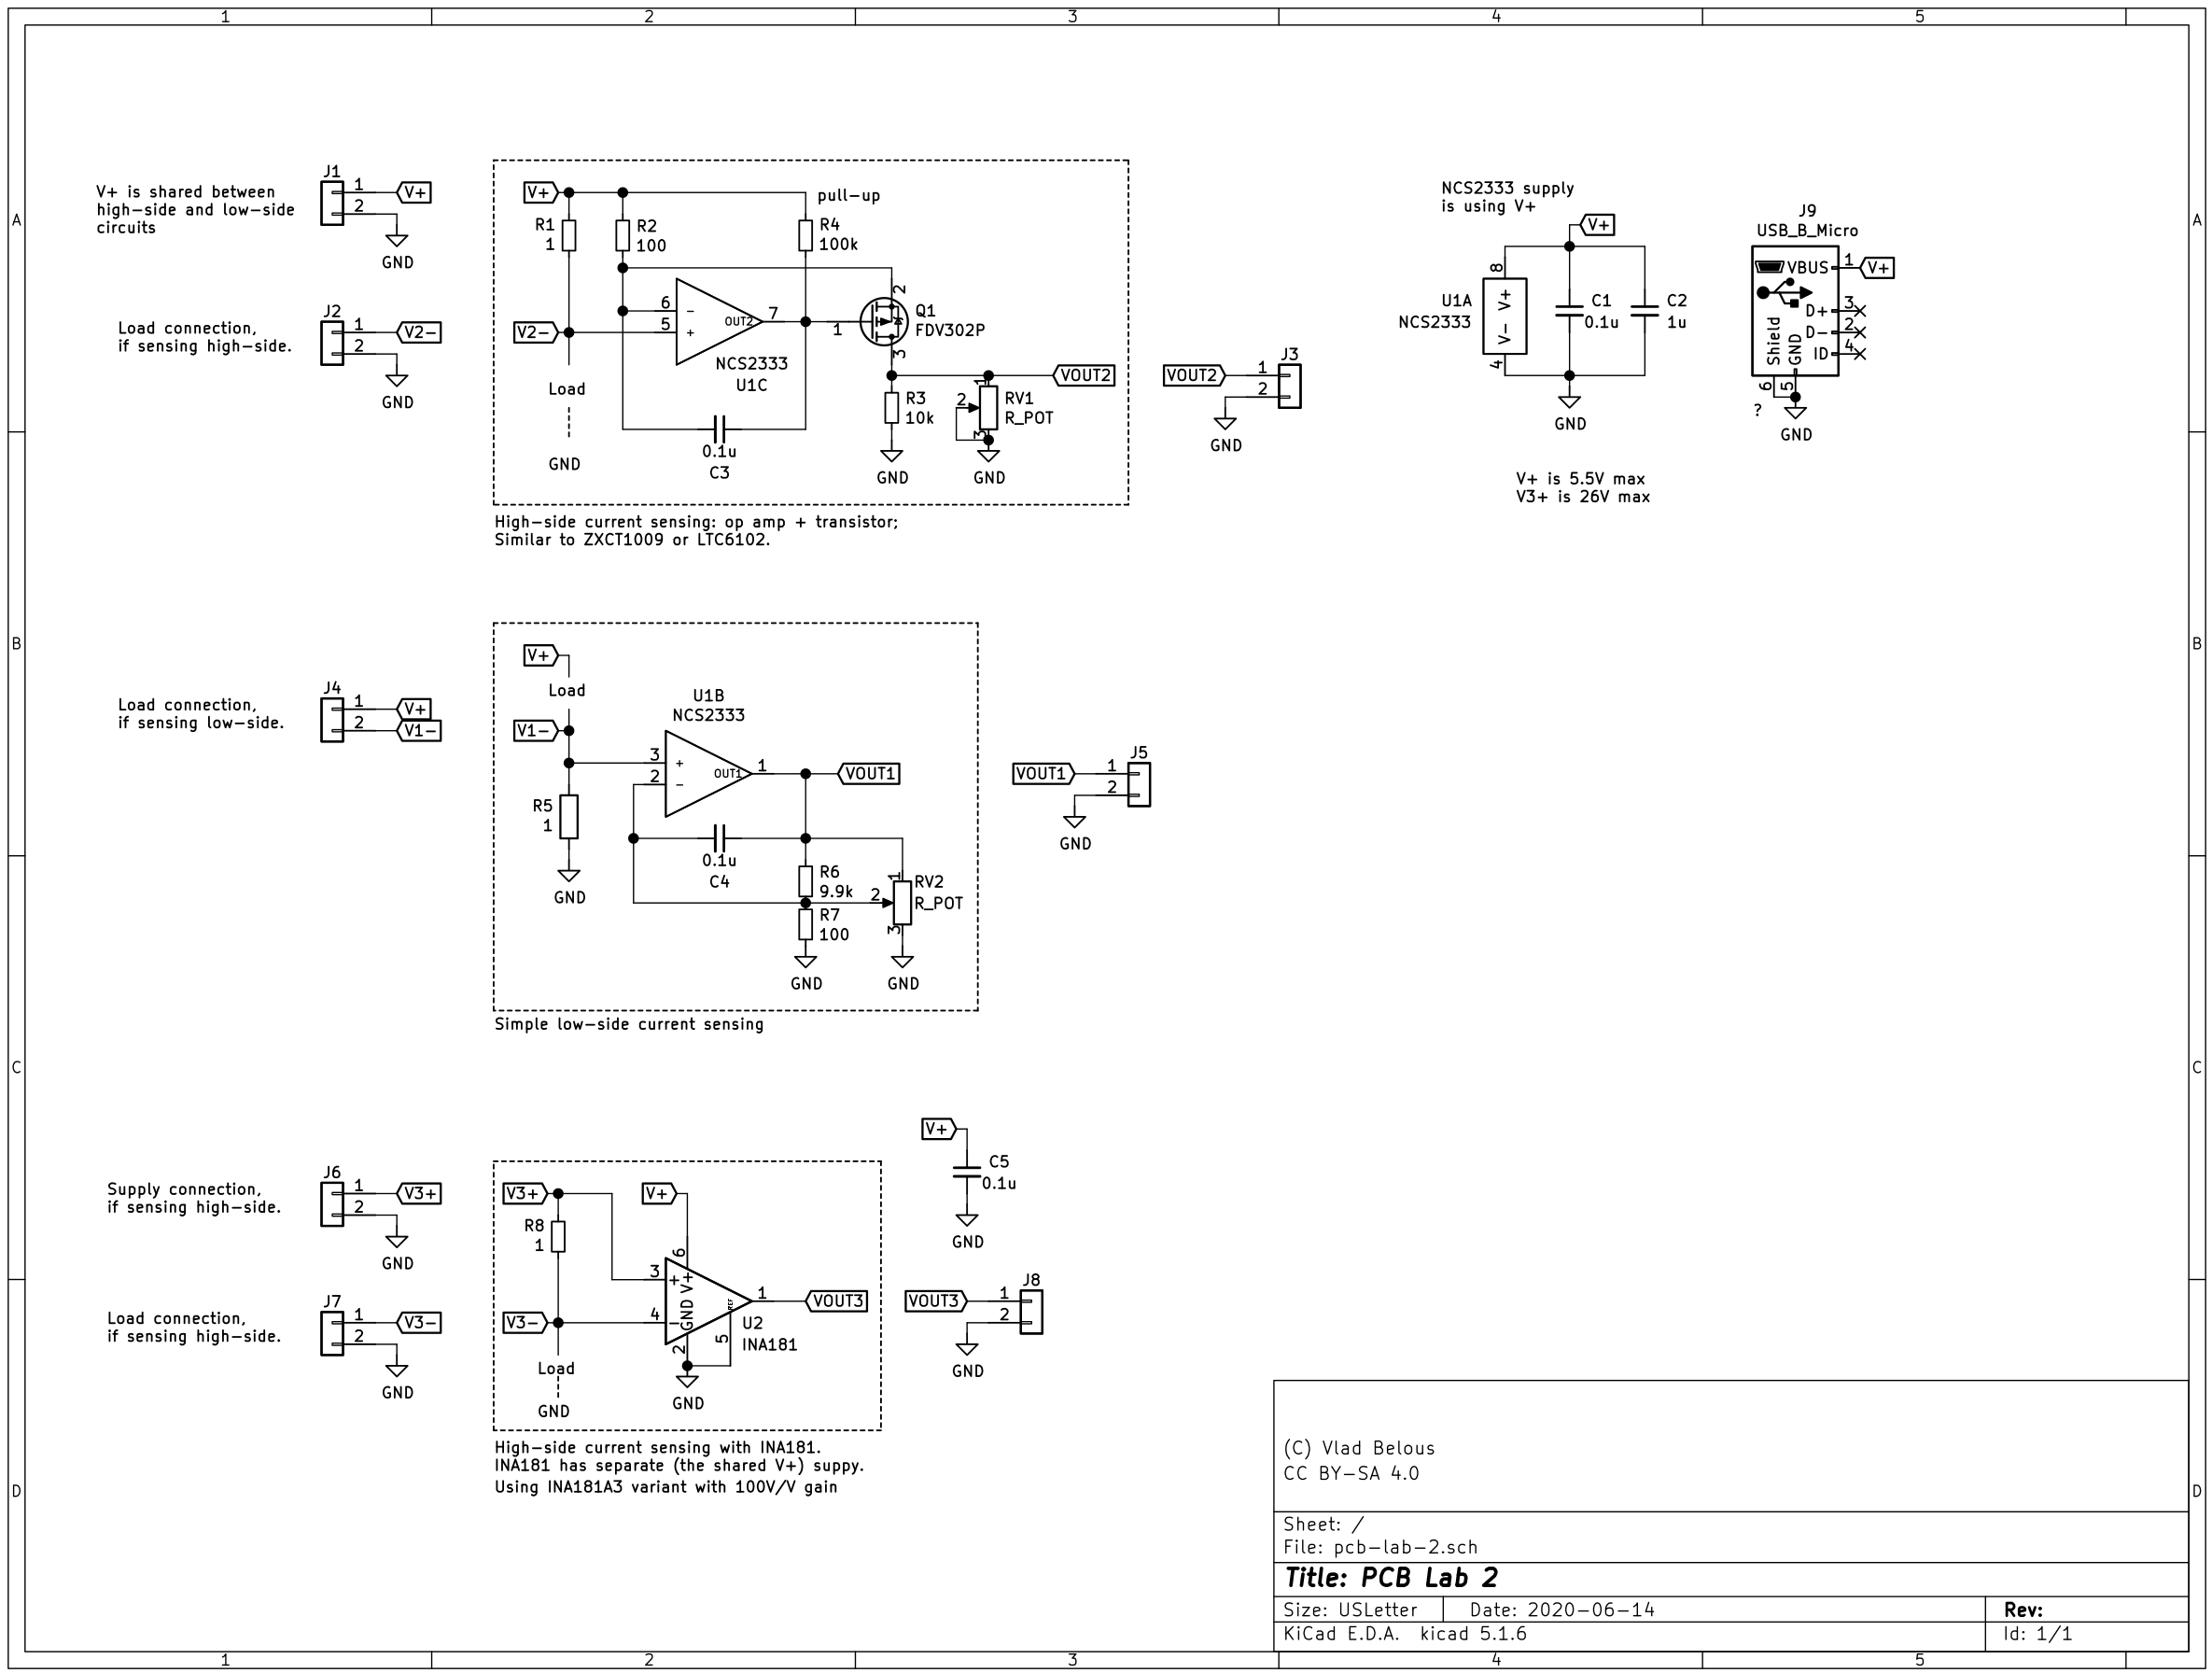 1 2 3 4 5
A
B
C
D
V+ is shared between
high-side and low-side
circuits
J1
1 V+
2
GND
Load connection,
if sensing high-side.
J2
1 V2-
2
GND
V+
pull-up
R1
1
R2
100
R4
100k
V2-
6 -
5 +
OUT2 7
NCS2333
U1C
Load
GND
0.1u
C3
1
2
3
Q1
FDV302P
R3
10k
GND
1
2
3
RV1
R_POT
GND
VOUT2
High-side current sensing: op amp + transistor;
Similar to ZXCT1009 or LTC6102.
VOUT2 1
2
J3
GND
NCS2333 supply
is using V+
V+
8
V+
V-
4
U1A
NCS2333
C1
0.1u
C2
1u
GND
J9
USB_B_Micro
VBUS 1 V+
D+ 3
D- 2
ID 4
Shield
GND
6 5
?
GND
V+ is 5.5V max
V3+ is 26V max
Load connection,
if sensing low-side.
J4
1 V+
2 V1-
V+
Load
V1-
U1B
NCS2333
3 +
2 -
OUT1 1
VOUT1
R5
1
GND
0.1u
C4
R6
9.9k
R7
100
GND
1
2
3
RV2
R_POT
GND
Simple low-side current sensing
VOUT1 1
2
J5
GND
Supply connection,
if sensing high-side.
J6
1 V3+
2
GND
Load connection,
if sensing high-side.
J7
1 V3-
2
GND
V3+
V+
R8
1
6
3 +
V+
4 -
GND
REF
1
VOUT3
2
5
U2
INA181
V3-
Load
GND
GND
High-side current sensing with INA181.
INA181 has separate (the shared V+) suppy.
Using INA181A3 variant with 100V/V gain
V+
C5
0.1u
GND
VOUT3 1
2
J8
GND
(C) Vlad Belous
CC BY-SA 4.0
Sheet: /
File: pcb-lab-2.sch
Title: PCB Lab 2
Size: USLetter Date: 2020-06-14 Rev:
KiCad E.D.A. kicad 5.1.6 Id: 1/1
A
B
C
D
1 2 3 4 5